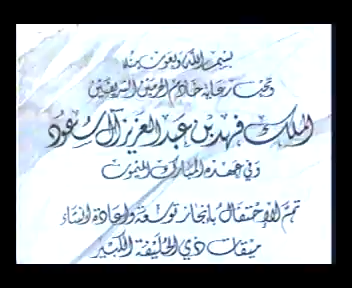 بسم الله وبعون منه
وتحت رعاية خادم الحرمين الشريفين
الملك فهد بن عبد العزيز آل سعود
وفي عهده المبارك الميمون
تم الاحتفال بإنجاز توسعة وإعادة إنشاء
ميقات ذي الحليفة الكبير